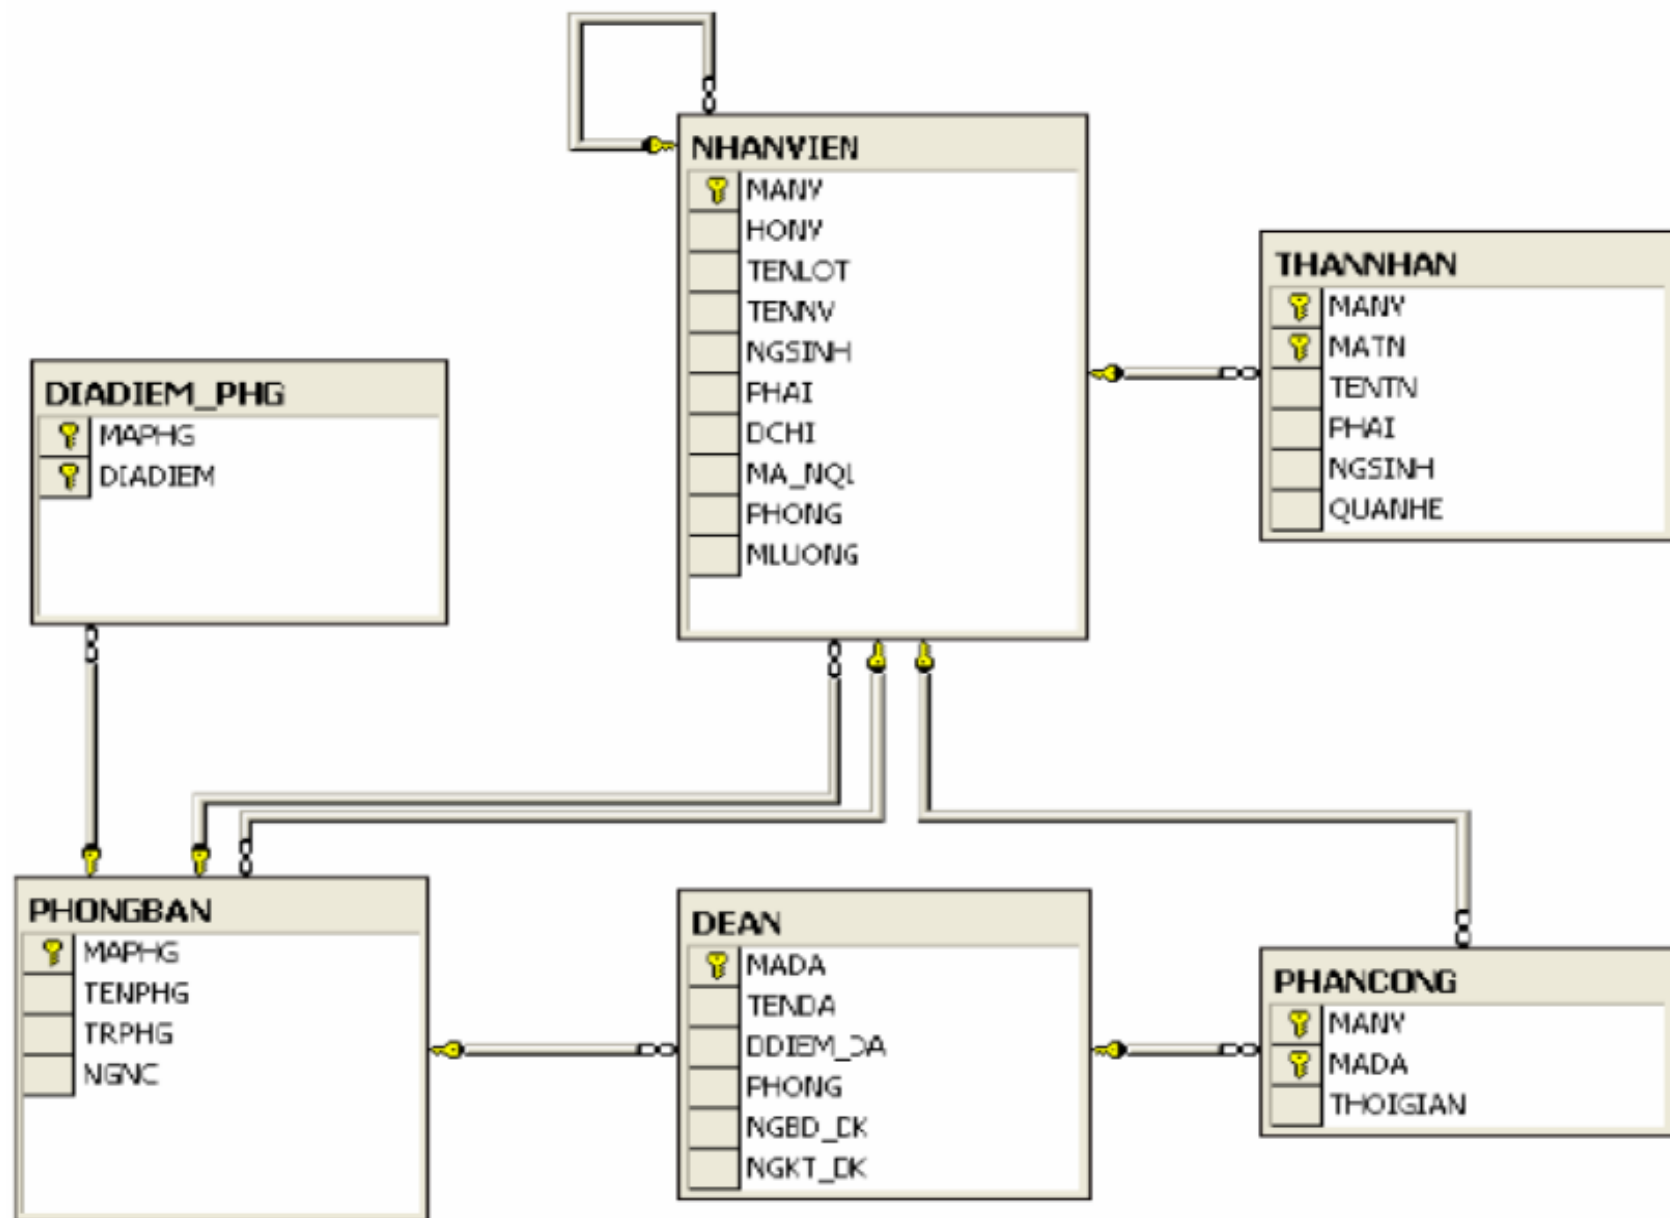 NHANVIEN
MANV
HONV
TENLOT
TENNV
NGSINH
PHAI
DCHI
MA_NQL
PHONG
MLUONG
THANNHAN
MANV
MATN
TENTN
PHAI
NGSINH
QUANHE
DIADIEM_PHG
MAPHG
DIADIEM
PHONGBAN
MAPHG
TENPHG
TRPHG
NGNC
DEAN
MADA
TENDA
DDIEM_DA
PHONG
NGBD_DK
NGKT_DK
PHANCONG
MANV
MADA
THOIGIAN